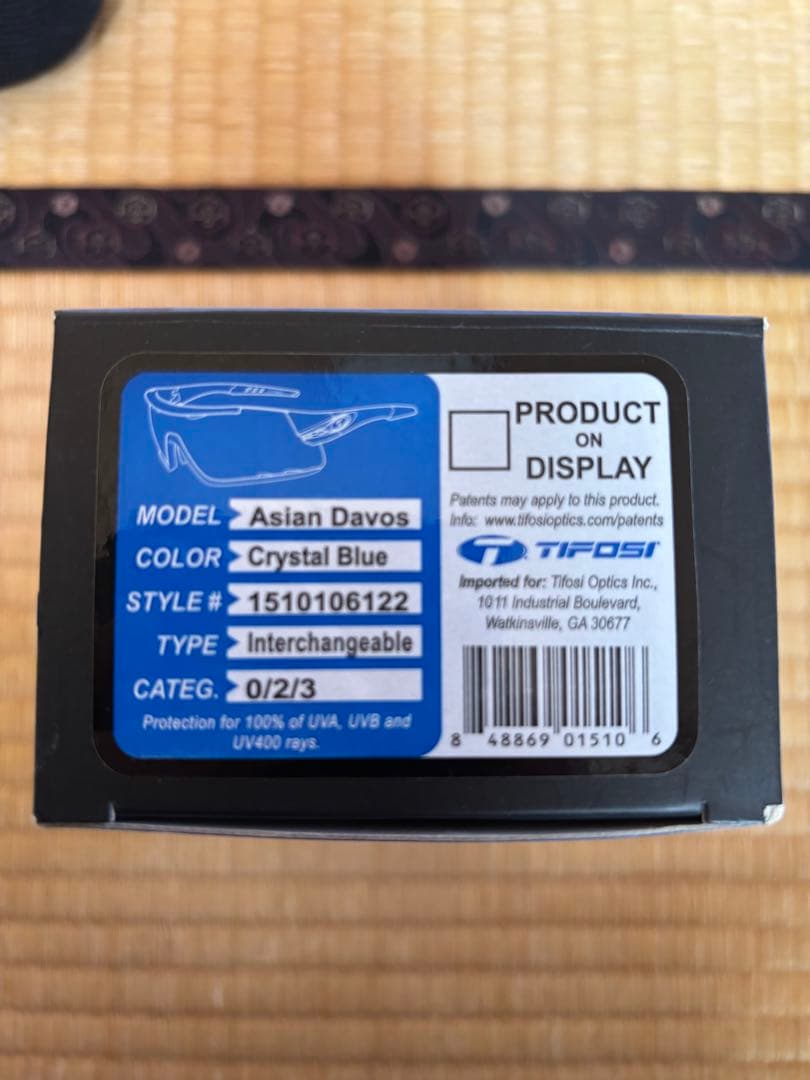 MODEL Asian Davos
COLOR Crystal Blue
STYLE # 1510106122
TYPE Interchangeable
CATEG. 0/2/3
Protection for 100% of UVA, UVB and
UV400 rays.
PRODUCT
ON
DISPLAY
Patents may apply to this product.
Info: www.tifosioptics.com/patents
TIFOSI
Imported for: Tifosi Optics Inc.,
1011 Industrial Boulevard,
Watkinsville, GA 30677
8 48869 01510 6